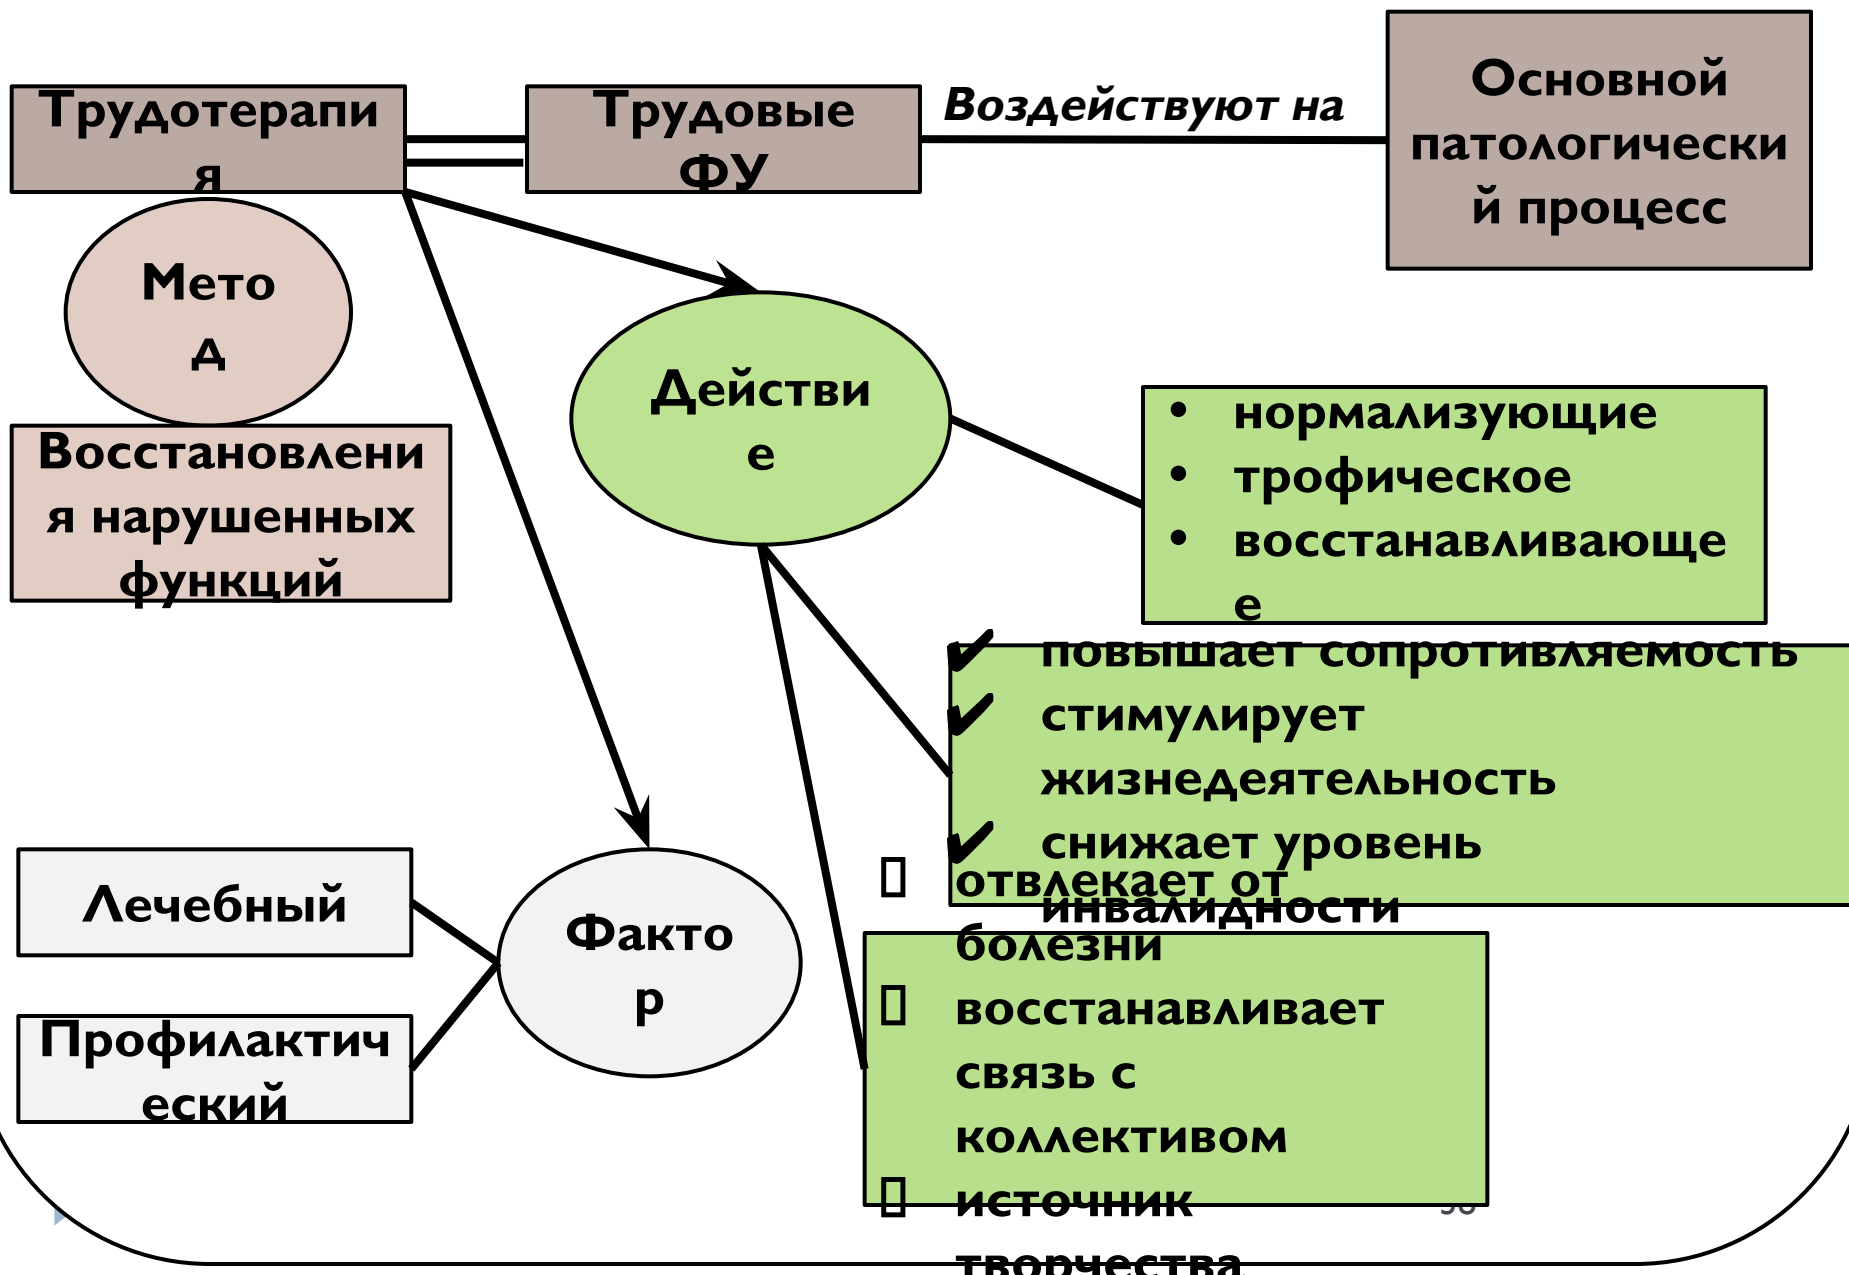 Трудотерапи
я
Трудовые
ФУ
Воздействуют на
Основной
патологически
й процесс
Мето
д
Восстановлени
я нарушенных
функций
Действи
е
• нормализующие
• трофическое
• восстанавливающе
е
✔ повышает сопротивляемость
✔ стимулирует
жизнедеятельность
✔ снижает уровень
инвалидности
отвлекает от
болезни
восстанавливает
связь с
коллективом
источник
творчества
Факто
р
Лечебный
Профилактич
еский